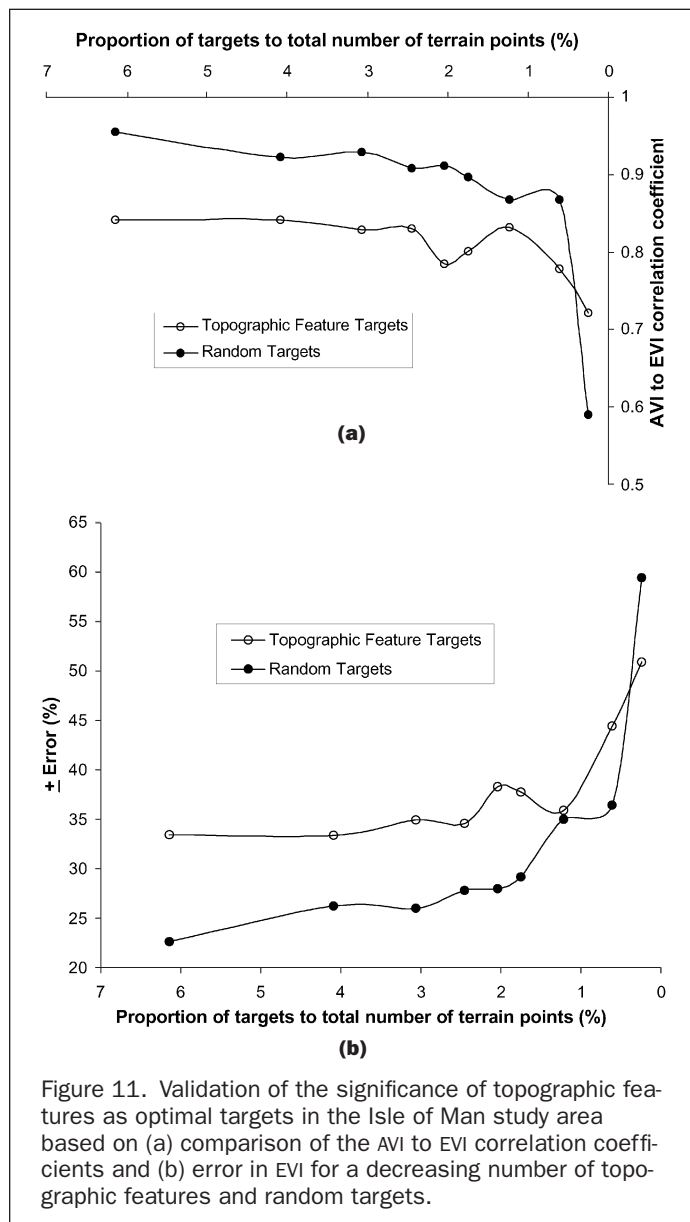 Proportion of targets to total number of terrain points (%)
7 6 5 4 3 2 1 0
1
0.9
0.8
0.7
0.6
0.5
AVI to EVI correlation coefficient
Topographic Feature Targets
Random Targets
(a)
65
60
55
50
45
40
35
30
25
20
± Error (%)
Topographic Feature Targets
Random Targets
7 6 5 4 3 2 1 0
Proportion of targets to total number of terrain points (%)
(b)
Figure 11. Validation of the significance of topographic fea-
tures as optimal targets in the Isle of Man study area
based on (a) comparison of the AVI to EVI correlation coeffi-
cients and (b) error in EVI for a decreasing number of topo-
graphic features and random targets.